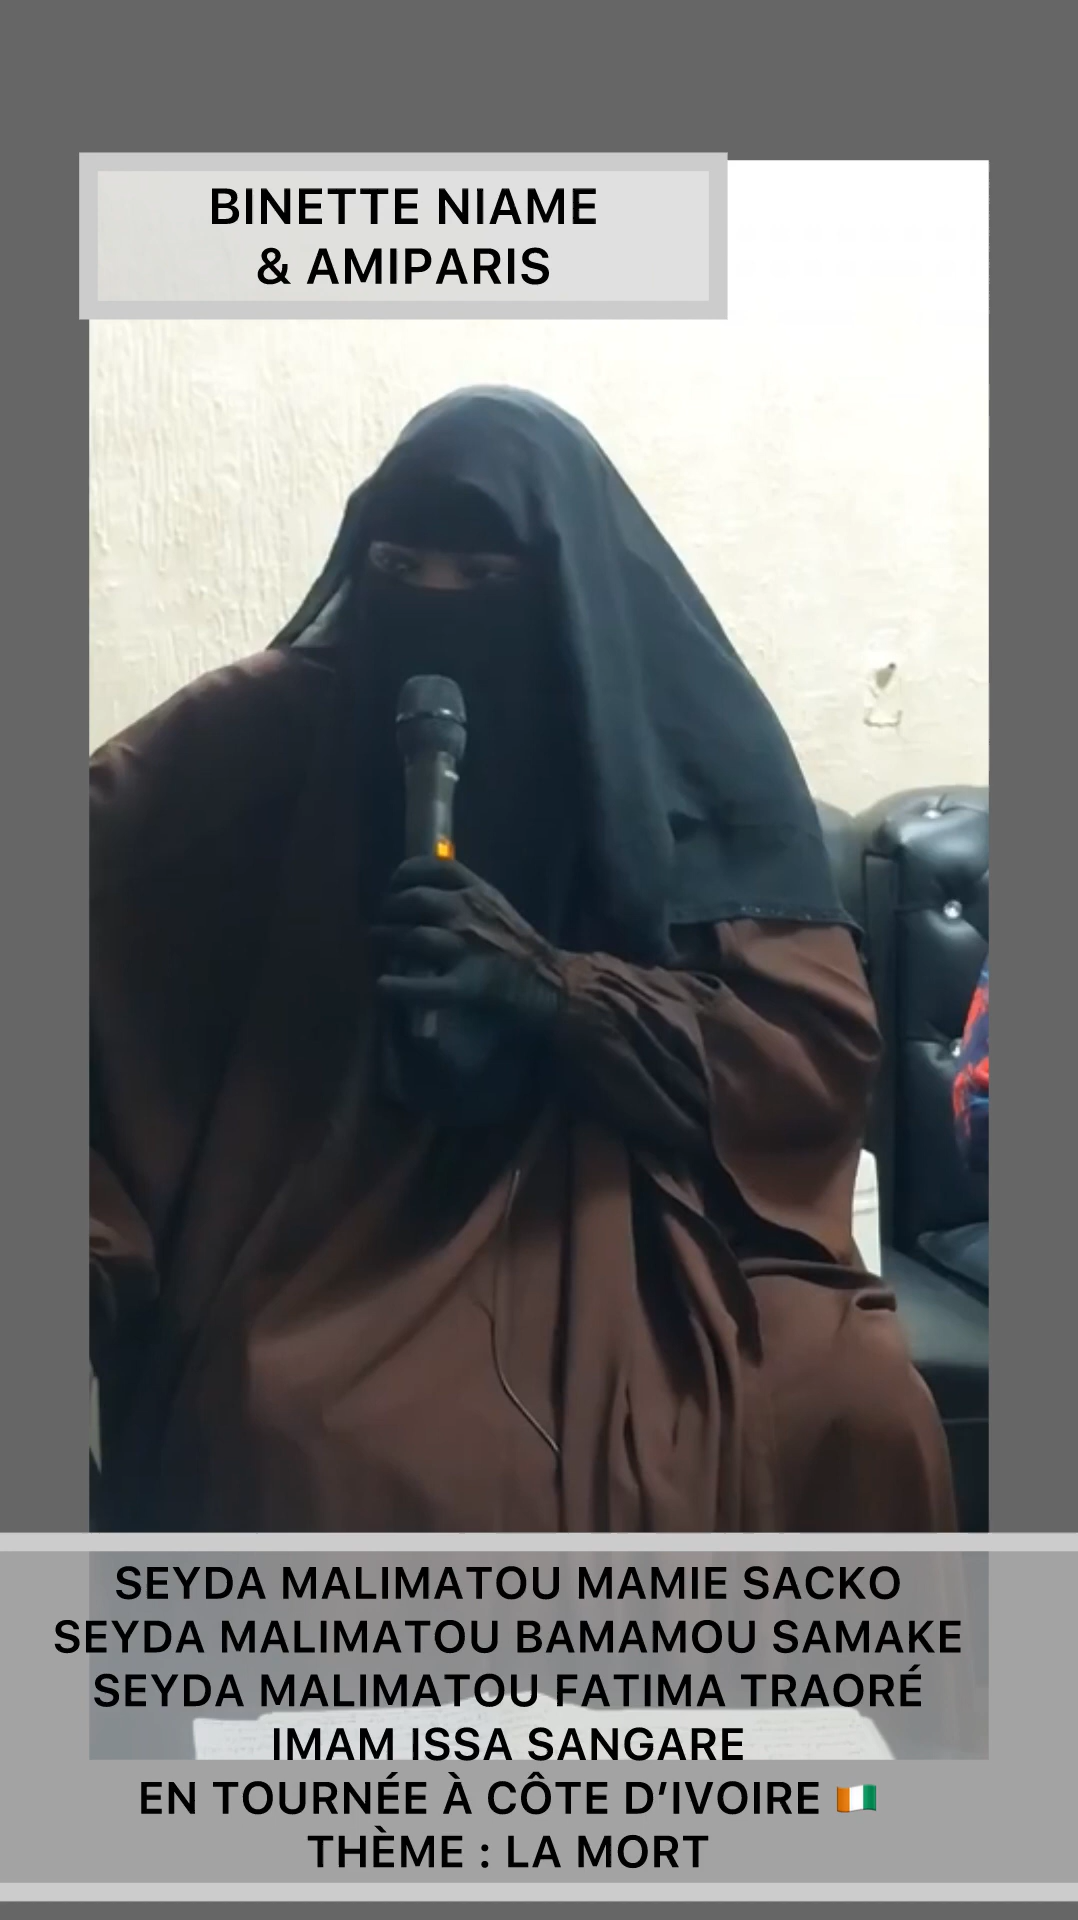 BINETTE NIAME
& AMIPARIS
SEYDA MALIMATOU MAMIE SACKO
SEYDA MALIMATOU BAMAMOU SAMAKE
SEYDA MALIMATOU FATIMA TRAORÉ
IMAM ISSA SANGARE
EN TOURNÉE À CÔTE D’IVOIRE 🇨🇮
THÈME : LA MORT